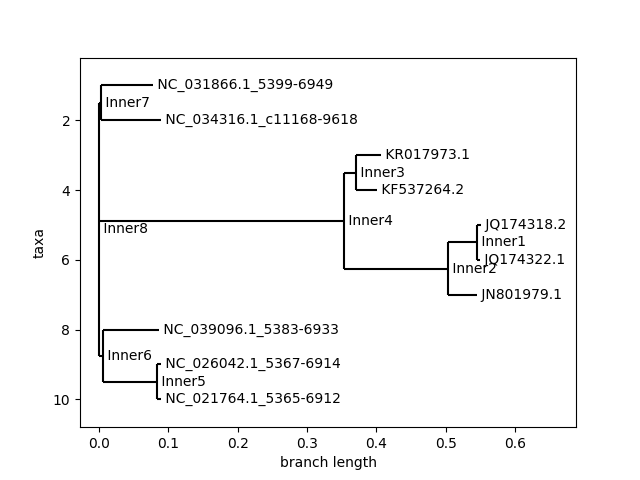 NC_031866.1_5399-6949
Inner7
NC_034316.1_c11168-9618
KR017973.1
Inner3
KF537264.2
Inner4
Inner8
JQ174318.2
Inner1
JQ174322.1
Inner2
JN801979.1
NC_039096.1_5383-6933
Inner6
NC_026042.1_5367-6914
Inner5
NC_021764.1_5365-6912
taxa
2
4
6
8
10
0.0 0.1 0.2 0.3 0.4 0.5 0.6
branch length